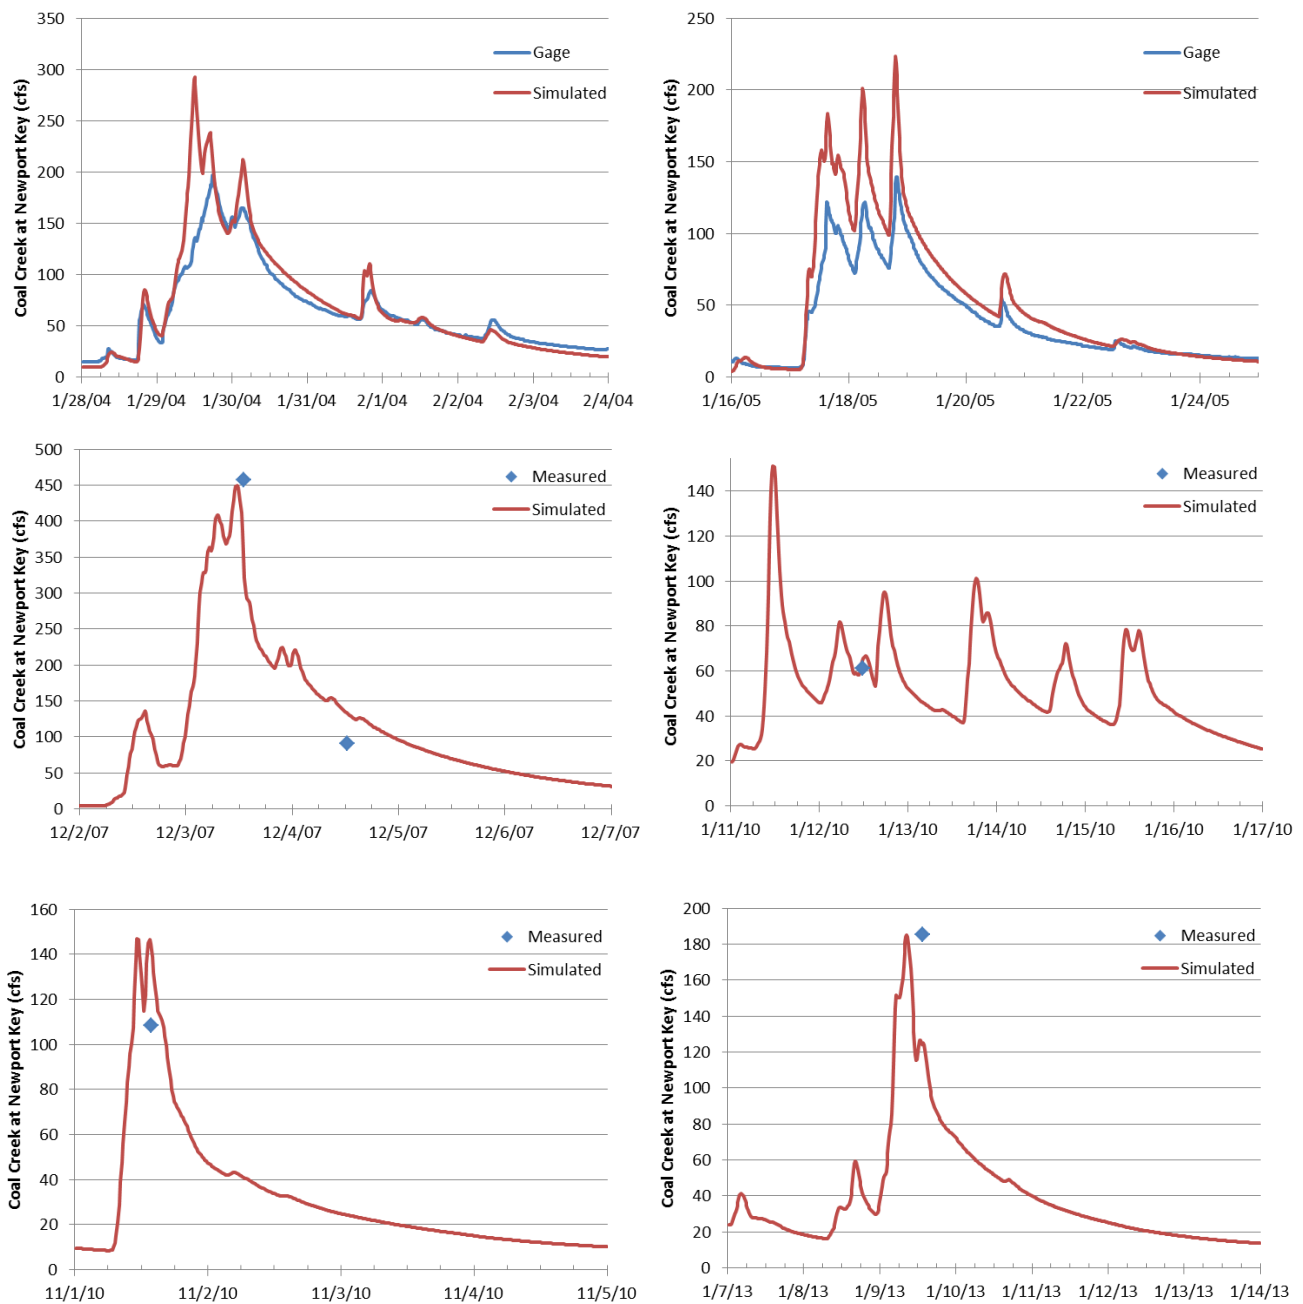 350
300
250
200
150
100
50
0
Coal Creek at Newport Key (cfs)
Gage
Simulated
1/28/04 1/29/04 1/30/04 1/31/04 2/1/04 2/2/04 2/3/04 2/4/04
250
200
150
100
50
0
Coal Creek at Newport Key (cfs)
Gage
Simulated
1/16/05 1/18/05 1/20/05 1/22/05 1/24/05
500
450
400
350
300
250
200
150
100
50
0
Coal Creek at Newport Key (cfs)
Measured
Simulated
12/2/07 12/3/07 12/4/07 12/5/07 12/6/07 12/7/07
140
120
100
80
60
40
20
0
Coal Creek at Newport Key (cfs)
Measured
Simulated
1/11/10 1/12/10 1/13/10 1/14/10 1/15/10 1/16/10 1/17/10
160
140
120
100
80
60
40
20
0
Coal Creek at Newport Key (cfs)
Measured
Simulated
11/1/10 11/2/10 11/3/10 11/4/10 11/5/10
200
180
160
140
120
100
80
60
40
20
0
Coal Creek at Newport Key (cfs)
Measured
Simulated
1/7/13 1/8/13 1/9/13 1/10/13 1/11/13 1/12/13 1/13/13 1/14/13